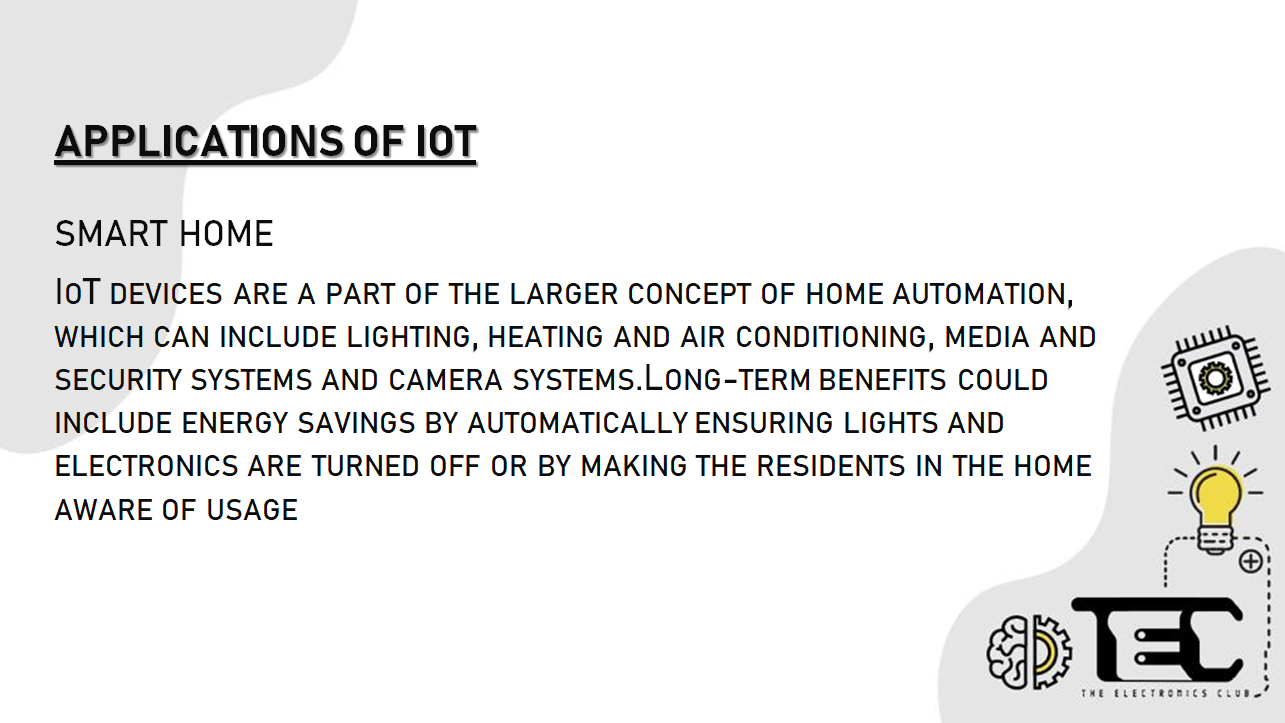 APPLICATIONS OF IOT
SMART HOME
IoT DEVICES ARE A PART OF THE LARGER CONCEPT OF HOME AUTOMATION,
WHICH CAN INCLUDE LIGHTING, HEATING AND AIR CONDITIONING, MEDIA AND
SECURITY SYSTEMS AND CAMERA SYSTEMS.LONG-TERM BENEFITS COULD
INCLUDE ENERGY SAVINGS BY AUTOMATICALLY ENSURING LIGHTS AND
ELECTRONICS ARE TURNED OFF OR BY MAKING THE RESIDENTS IN THE HOME
AWARE OF USAGE
TEC
THE ELECTRONICS CLUB